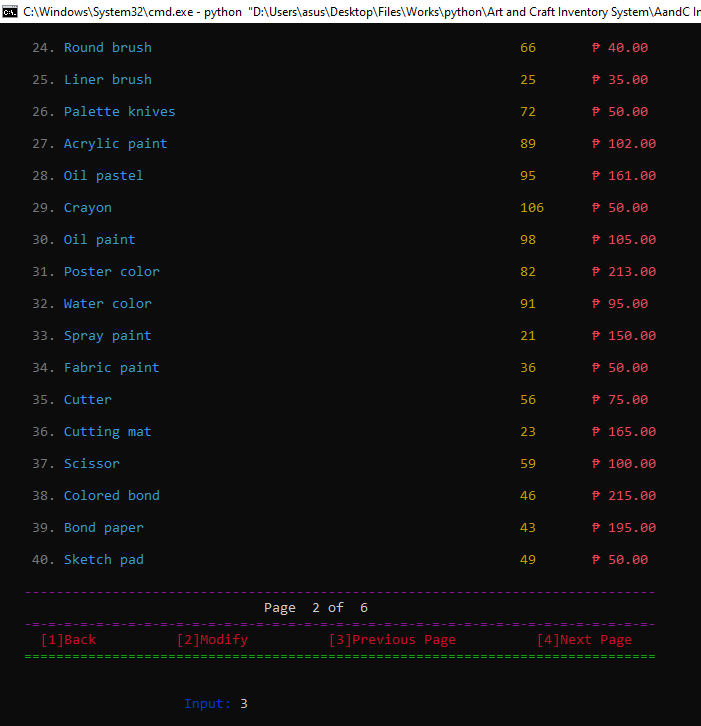 C:\Windows\System32\cmd.exe - python "D:\Users\asus\Desktop\Files\Works\python\Art and Craft Inventory System\AandC In
24. Round brush 66 ₱ 40.00
25. Liner brush 25 ₱ 35.00
26. Palette knives 72 ₱ 50.00
27. Acrylic paint 89 ₱ 102.00
28. Oil pastel 95 ₱ 161.00
29. Crayon 106 ₱ 50.00
30. Oil paint 98 ₱ 105.00
31. Poster color 82 ₱ 213.00
32. Water color 91 ₱ 95.00
33. Spray paint 21 ₱ 150.00
34. Fabric paint 36 ₱ 50.00
35. Cutter 56 ₱ 75.00
36. Cutting mat 23 ₱ 165.00
37. Scissor 59 ₱ 100.00
38. Colored bond 46 ₱ 215.00
39. Bond paper 43 ₱ 195.00
40. Sketch pad 49 ₱ 50.00
Page 2 of 6
[1]Back [2]Modify [3]Previous Page [4]Next Page
Input: 3